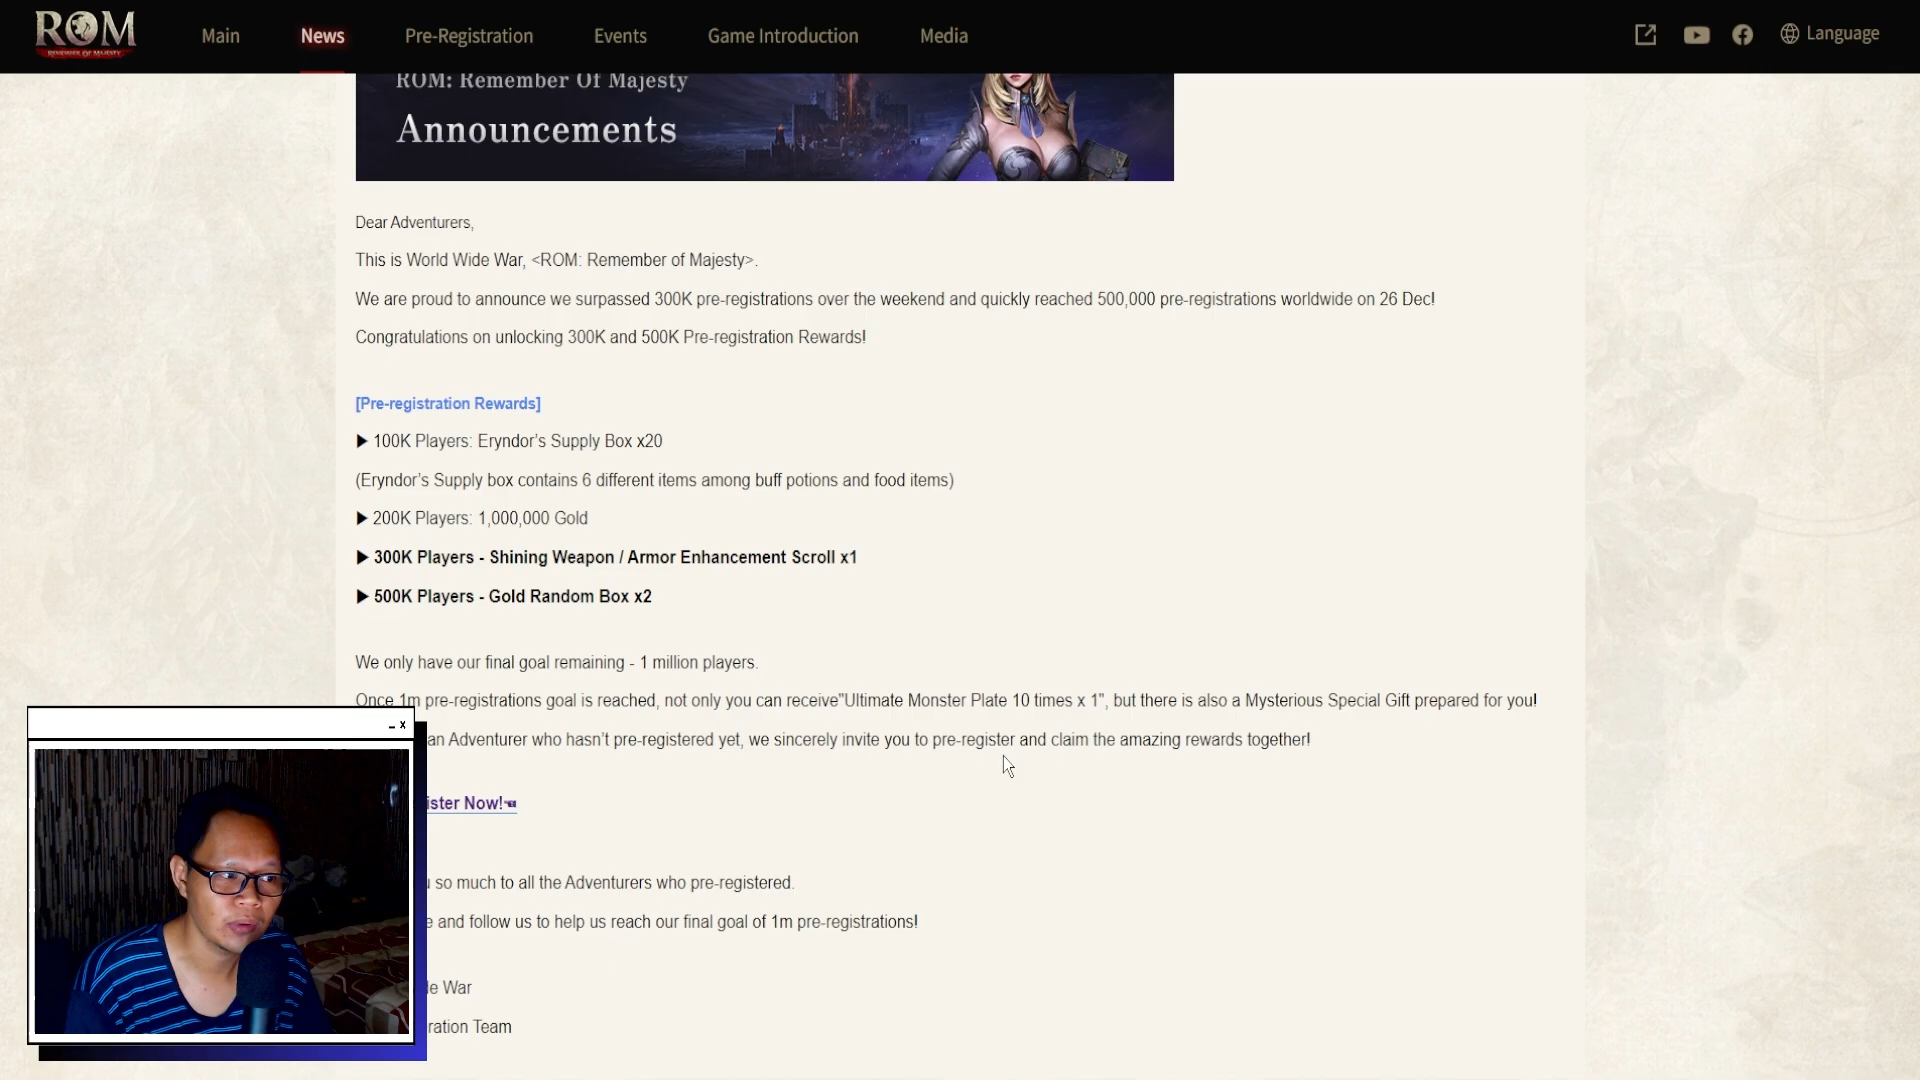 ROM
REMEMBER OF MAJESTY
Main
News
Pre-Registration
Events
Game Introduction
Media
Language
ROM: Remember Of Majesty
Announcements
Dear Adventurers,
This is World Wide War, <ROM: Remember of Majesty>.
We are proud to announce we surpassed 300K pre-registrations over the weekend and quickly reached 500,000 pre-registrations worldwide on 26 Dec!
Congratulations on unlocking 300K and 500K Pre-registration Rewards!
[Pre-registration Rewards]
▶ 100K Players: Eryndor’s Supply Box x20
(Eryndor’s Supply box contains 6 different items among buff potions and food items)
▶ 200K Players: 1,000,000 Gold
▶ 300K Players - Shining Weapon / Armor Enhancement Scroll x1
▶ 500K Players - Gold Random Box x2
We only have our final goal remaining - 1 million players.
Once 1m pre-registrations goal is reached, not only you can receive"Ultimate Monster Plate 10 times x 1", but there is also a Mysterious Special Gift prepared for you!
an Adventurer who hasn’t pre-registered yet, we sincerely invite you to pre-register and claim the amazing rewards together!
ister Now!☜
so much to all the Adventurers who pre-registered.
and follow us to help us reach our final goal of 1m pre-registrations!
War
ration Team